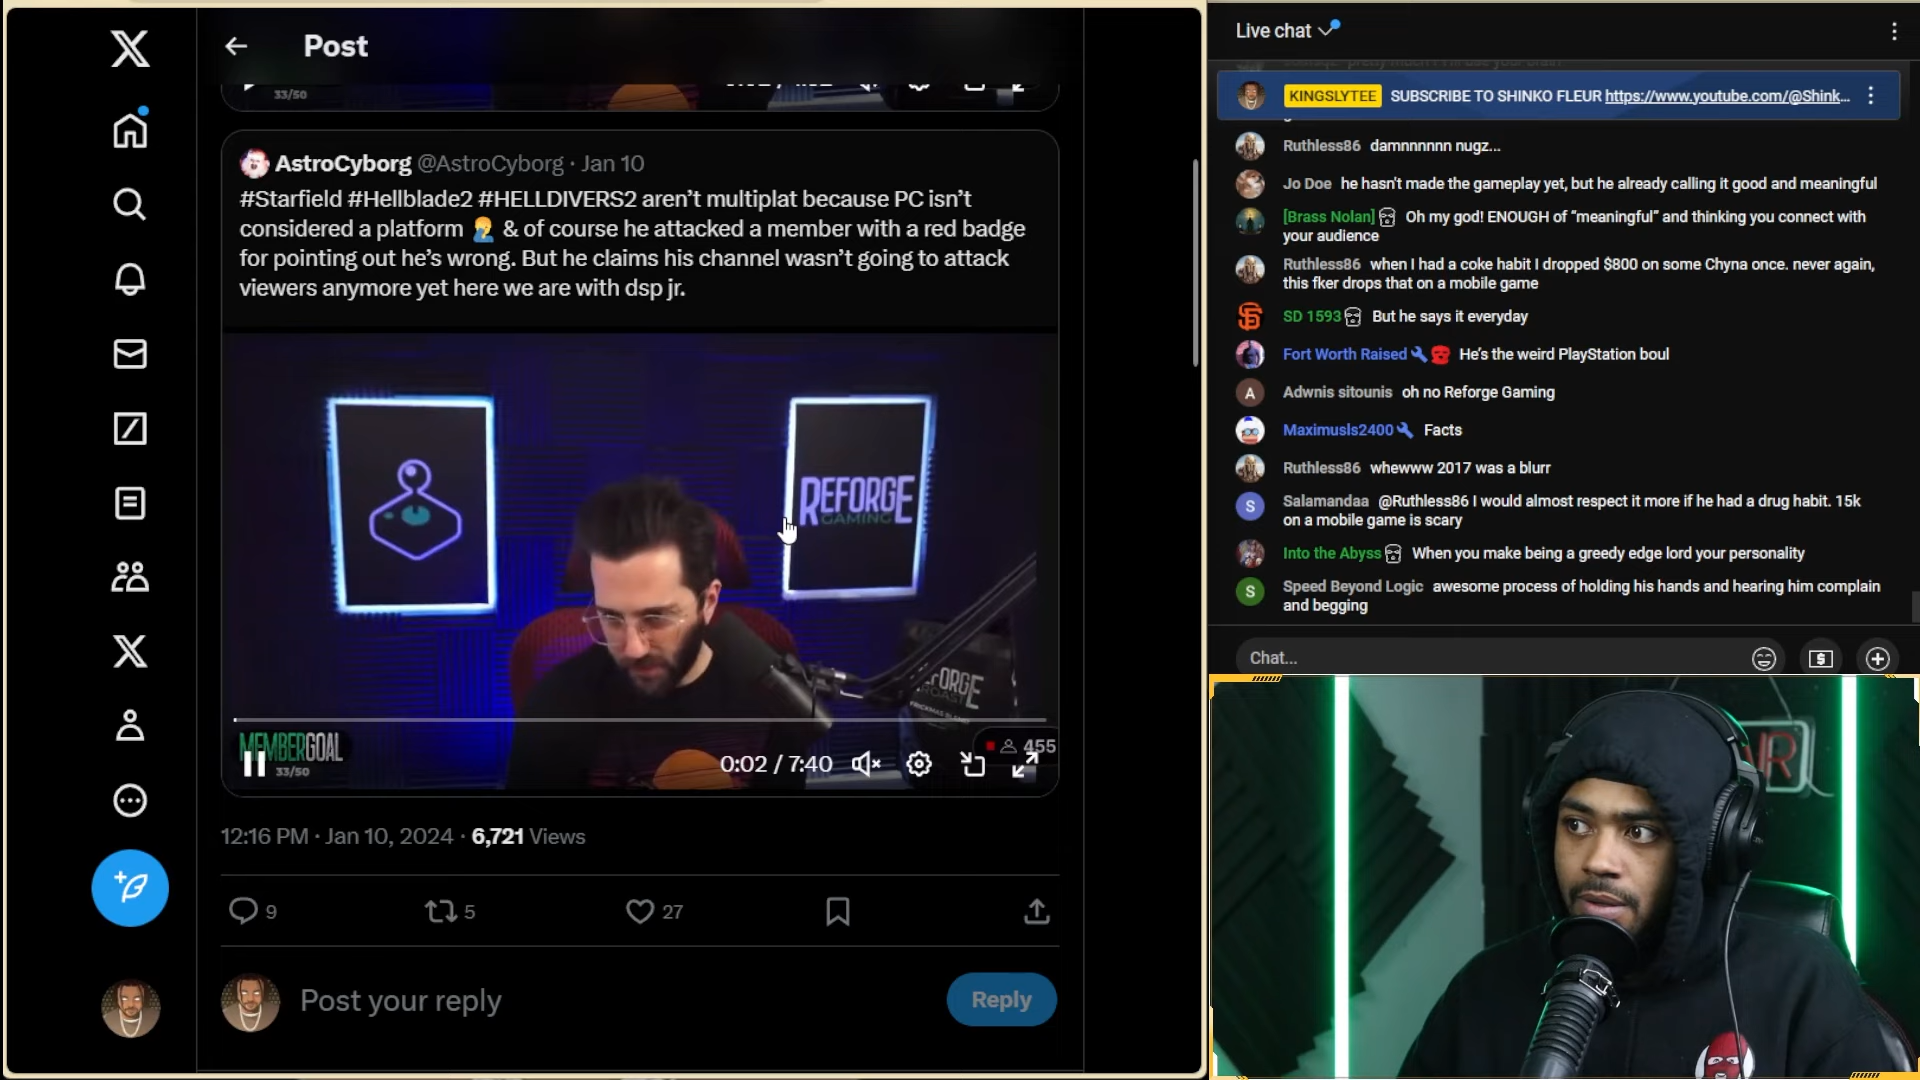 Post
33/50
AstroCyborg @AstroCyborg · Jan 10
#Starfield #Hellblade2 #HELLDIVERS2 aren’t multiplat because PC isn’t
considered a platform 🤦 & of course he attacked a member with a red badge
for pointing out he’s wrong. But he claims his channel wasn’t going to attack
viewers anymore yet here we are with dsp jr.
REFORGE
GAMING
MEMBERGOAL
33/50
0:02 / 7:40
455
12:16 PM · Jan 10, 2024 · 6,721 Views
9
5
27
Post your reply
Reply
Live chat
KINGSLYTEE SUBSCRIBE TO SHINKO FLEUR https://www.youtube.com/@Shink...
Ruthless86 damnnnnnn nugz...
Jo Doe he hasn't made the gameplay yet, but he already calling it good and meaningful
[Brass Nolan] Oh my god! ENOUGH of “meaningful” and thinking you connect with
your audience
Ruthless86 when I had a coke habit I dropped $800 on some Chyna once. never again,
this fker drops that on a mobile game
SD 1593 But he says it everyday
Fort Worth Raised He’s the weird PlayStation boul
A
Adwnis sitounis oh no Reforge Gaming
Maximusls2400 Facts
Ruthless86 whewww 2017 was a blurr
S
Salamandaa @Ruthless86 I would almost respect it more if he had a drug habit. 15k
on a mobile game is scary
Into the Abyss When you make being a greedy edge lord your personality
S
Speed Beyond Logic awesome process of holding his hands and hearing him complain
and begging
Chat...